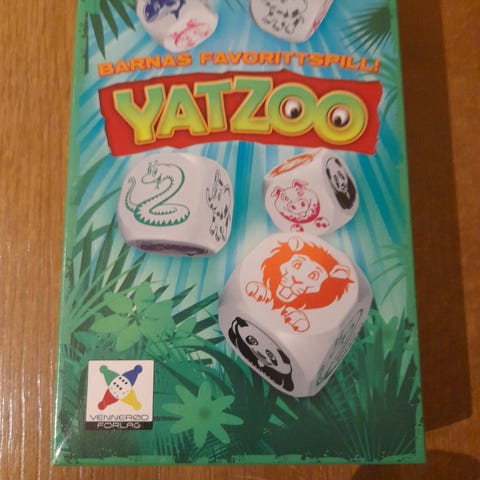 BARNAS FAVORITTSPILL!
YATZOO
VENNERØD
FORLAG